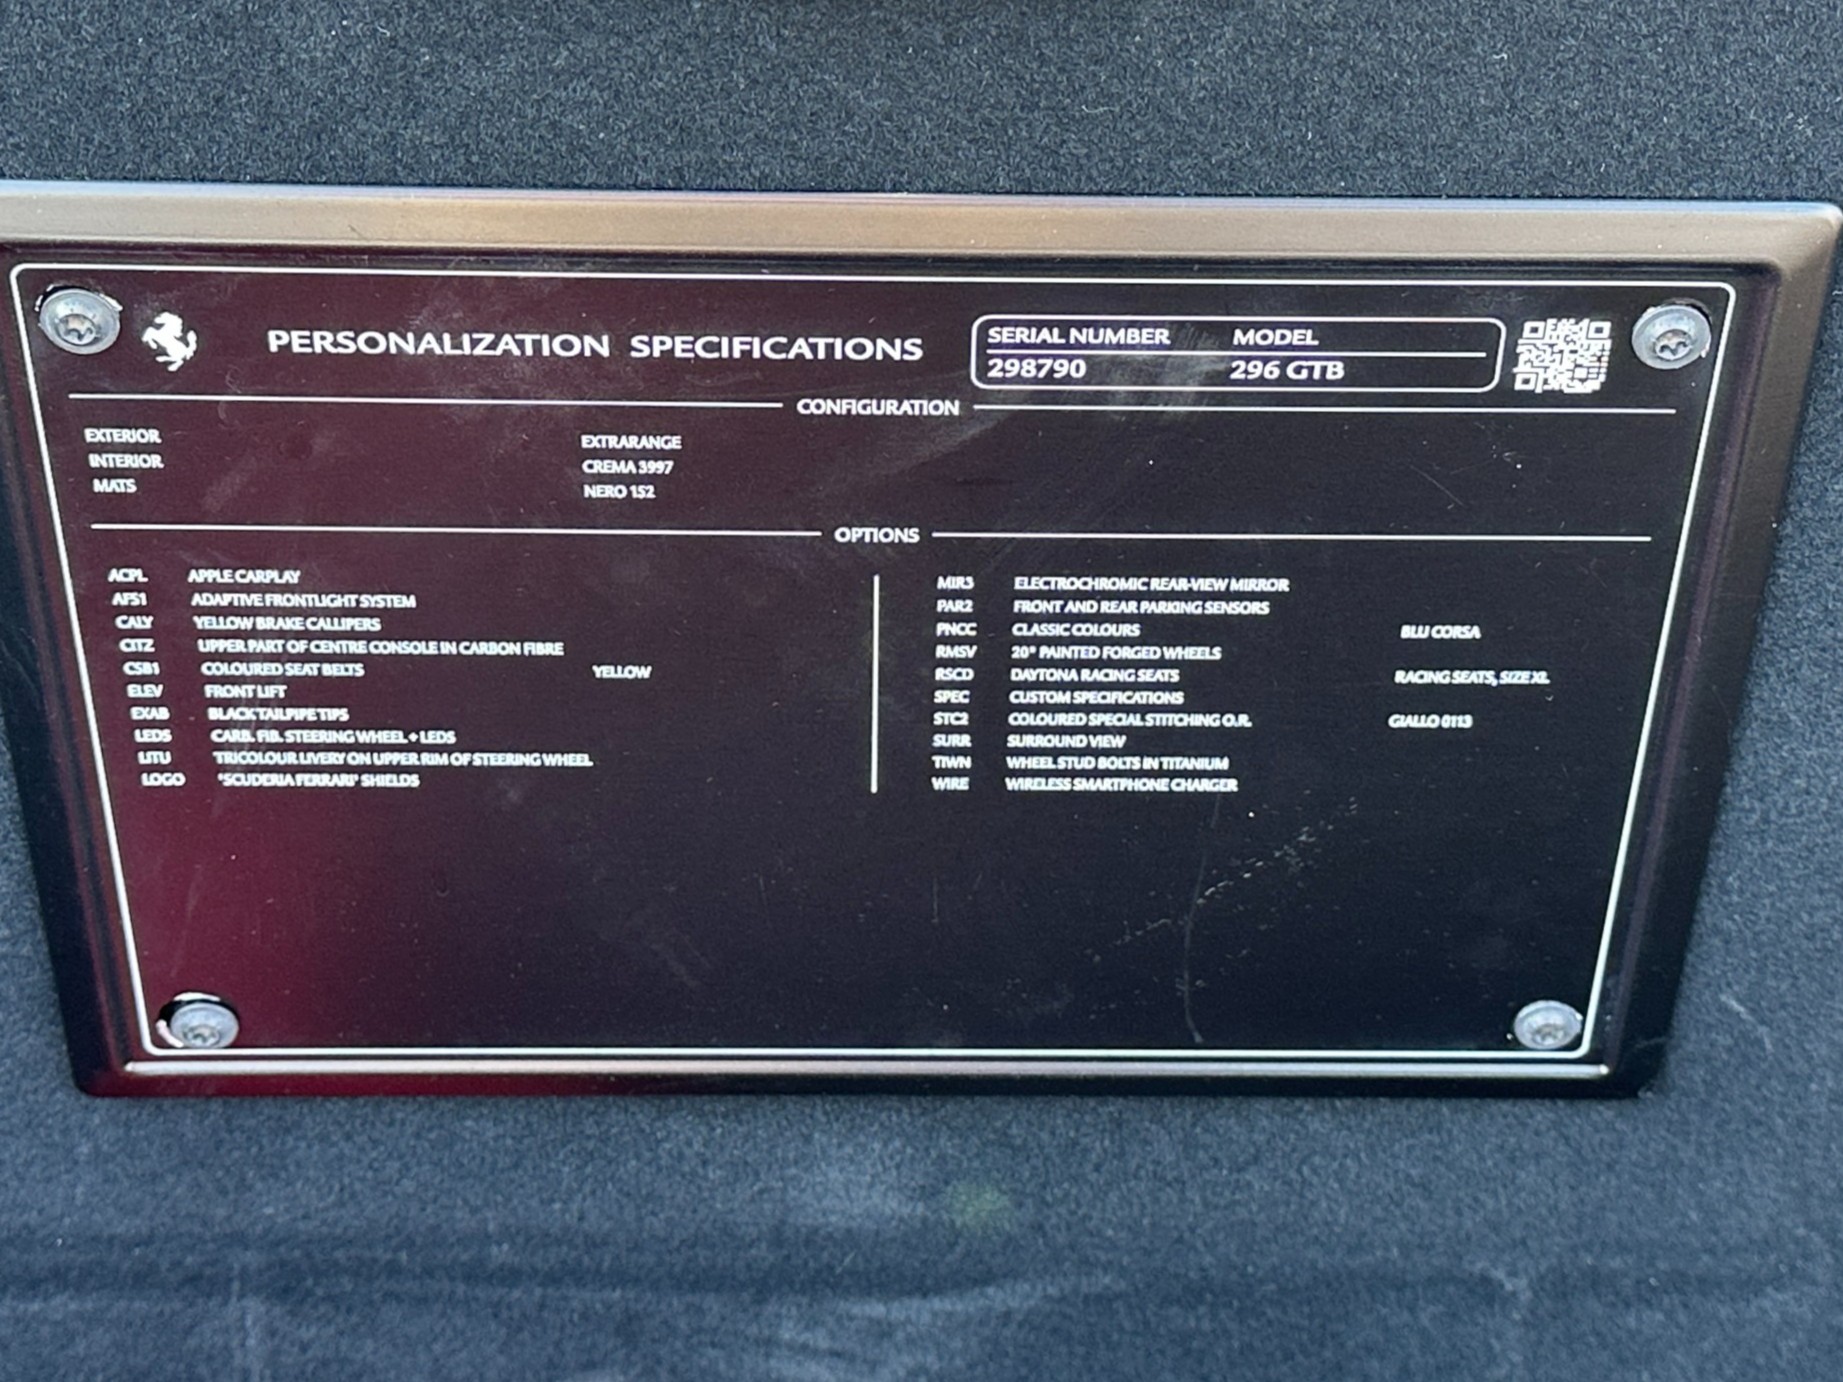 PERSONALIZATION SPECIFICATIONS
SERIAL NUMBER MODEL
298790 296 GTB
CONFIGURATION
EXTERIOR EXTRARANGE
INTERIOR CREMA 3997
MATS NERO 152
OPTIONS
ACPL APPLE CARPLAY
AFS1 ADAPTIVE FRONTLIGHT SYSTEM
CALY YELLOW BRAKE CALLIPERS
CITZ UPPER PART OF CENTRE CONSOLE IN CARBON FIBRE
CSB1 COLOURED SEAT BELTS YELLOW
ELEV FRONT LIFT
EXAB BLACK TAILPIPE TIPS
LEDS CARB. FIB. STEERING WHEEL + LEDS
LITU TRICOLOUR LIVERY ON UPPER RIM OF STEERING WHEEL
LOGO "SCUDERIA FERRARI" SHIELDS
MIR3 ELECTROCHROMIC REAR-VIEW MIRROR
PAR2 FRONT AND REAR PARKING SENSORS
PNCC CLASSIC COLOURS BLU CORSA
RMSV 20" PAINTED FORGED WHEELS
RSCD DAYTONA RACING SEATS RACING SEATS, SIZE XL
SPEC CUSTOM SPECIFICATIONS
STC2 COLOURED SPECIAL STITCHING O.R. GIALLO 0113
SURR SURROUND VIEW
TIWN WHEEL STUD BOLTS IN TITANIUM
WIRE WIRELESS SMARTPHONE CHARGER